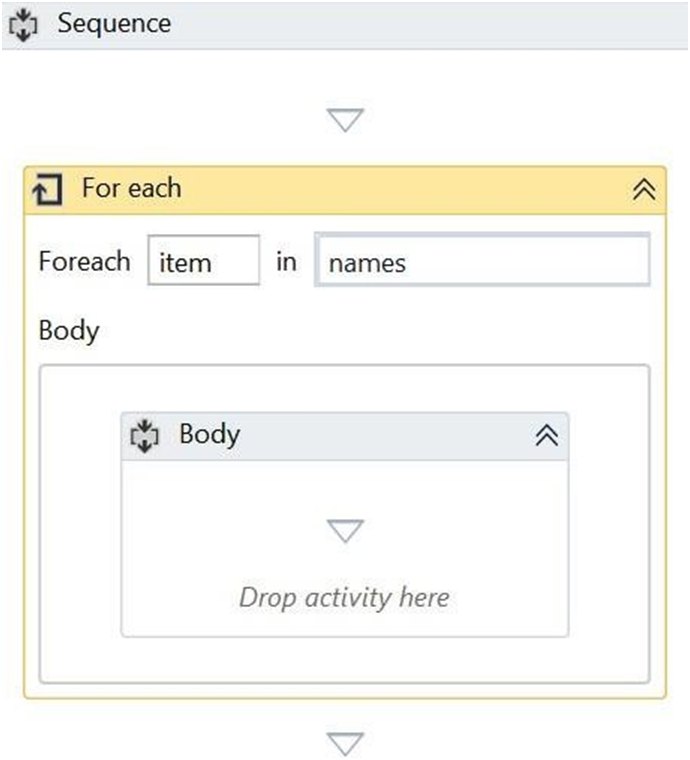 Sequence
For each
Foreach item in names
Body
Body
Drop activity here